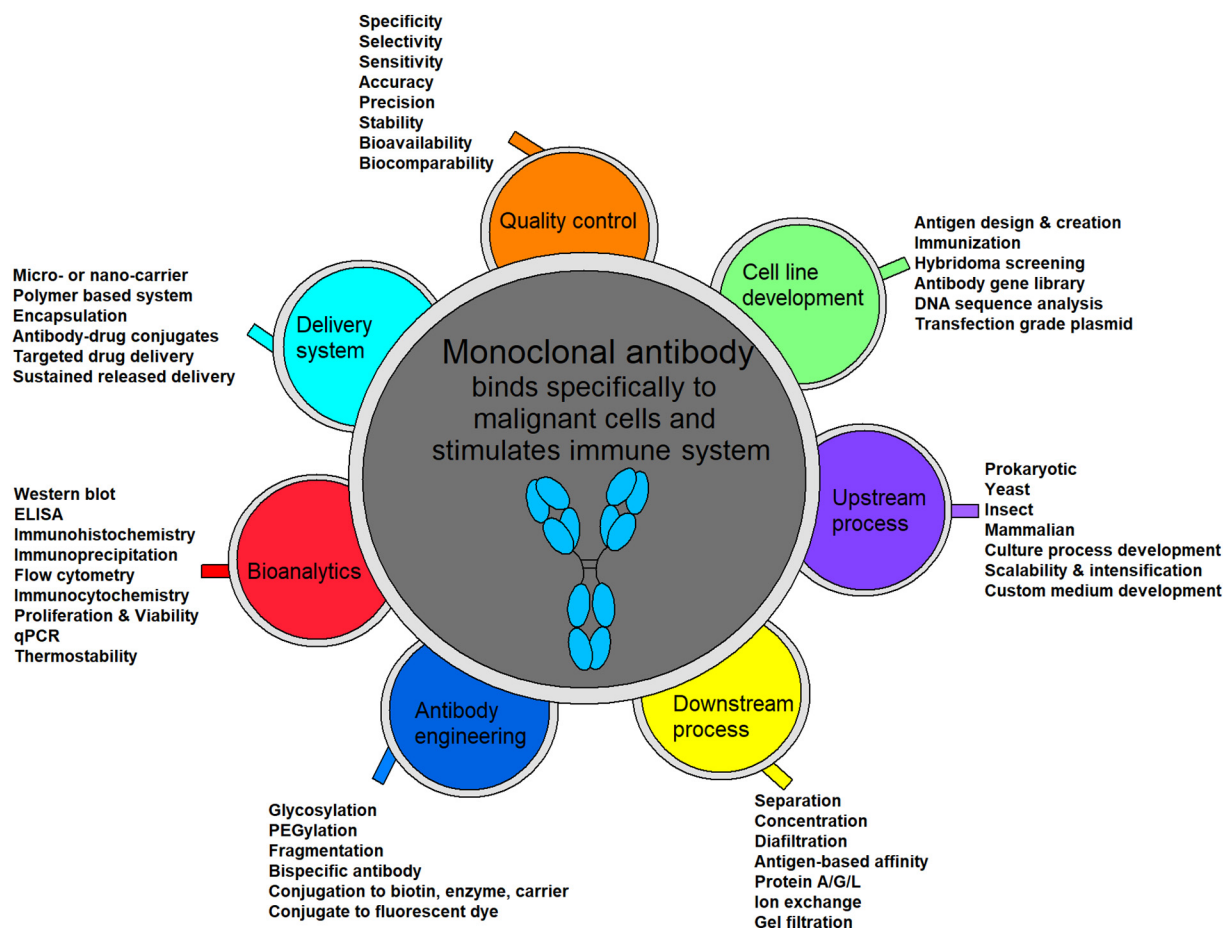 Specificity
Selectivity
Sensitivity
Accuracy
Precision
Stability
Bioavailability
Biocomparability
Quality control
Antigen design & creation
Immunization
Hybridoma screening
Antibody gene library
DNA sequence analysis
Transfection grade plasmid
Cell line
development
Micro- or nano-carrier
Polymer based system
Encapsulation
Antibody-drug conjugates
Targeted drug delivery
Sustained released delivery
Delivery
system
Monoclonal antibody
binds specifically to
malignant cells and
stimulates immune system
Prokaryotic
Yeast
Insect
Mammalian
Culture process development
Scalability & intensification
Custom medium development
Upstream
process
Western blot
ELISA
Immunohistochemistry
Immunoprecipitation
Flow cytometry
Immunocytochemistry
Proliferation & Viability
qPCR
Thermostability
Bioanalytics
Antibody
engineering
Glycosylation
PEGylation
Fragmentation
Bispecific antibody
Conjugation to biotin, enzyme, carrier
Conjugate to fluorescent dye
Downstream
process
Separation
Concentration
Diafiltration
Antigen-based affinity
Protein A/G/L
Ion exchange
Gel filtration